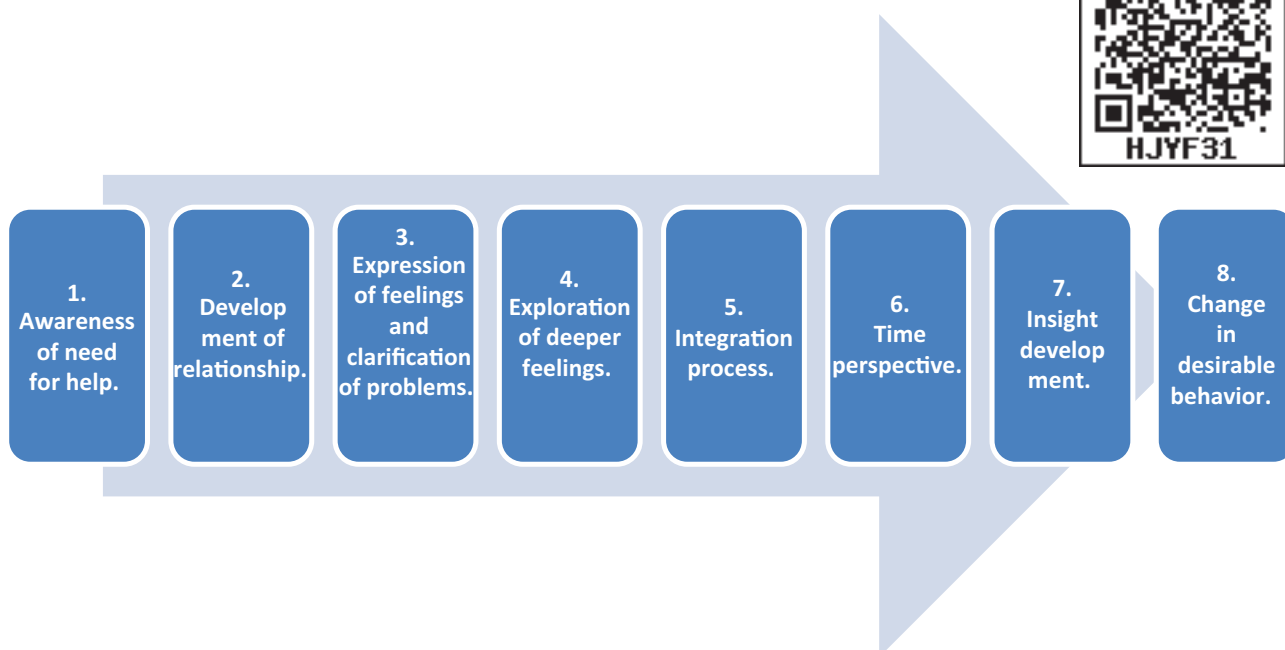 HJYF31
1.
Awareness
of need
for help.
2.
Develop
ment of
relationship.
3.
Expression
of feelings
and
clarification
of problems.
4.
Exploration
of deeper
feelings.
5.
Integration
process.
6.
Time
perspective.
7.
Insight
develop
ment.
8.
Change
in
desirable
behavior.